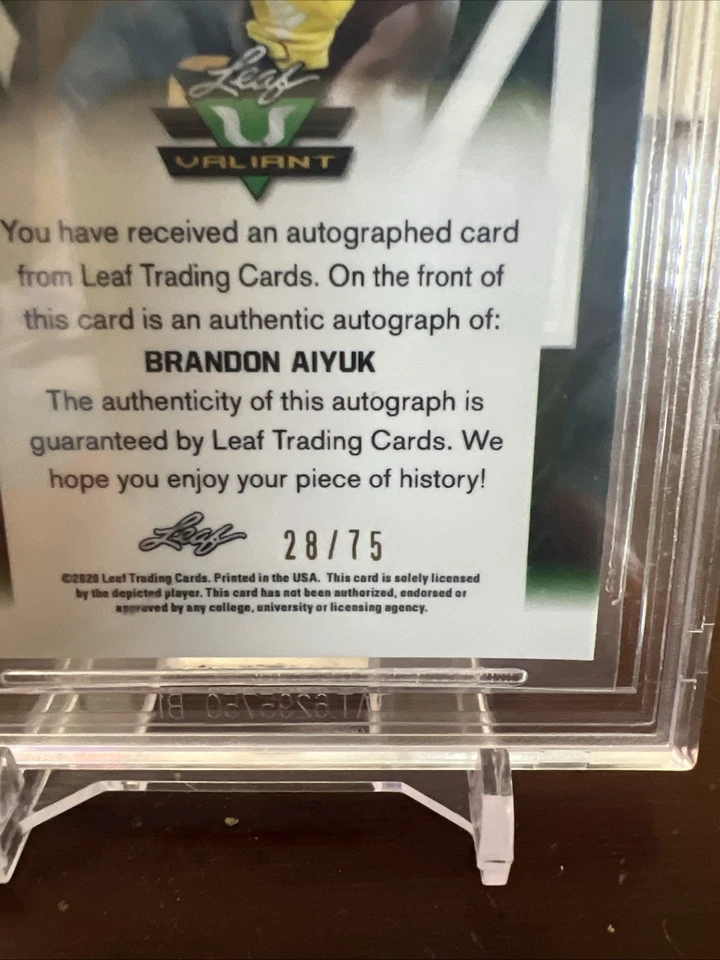 Leaf
VALIANT
You have received an autographed card
from Leaf Trading Cards. On the front of
this card is an authentic autograph of:
BRANDON AIYUK
The authenticity of this autograph is
guaranteed by Leaf Trading Cards. We
hope you enjoy your piece of history!
Leaf 28/75
©2020 Leaf Trading Cards. Printed in the USA. This card is solely licensed
by the depicted player. This card has not been authorized, endorsed or
approved by any college, university or licensing agency.